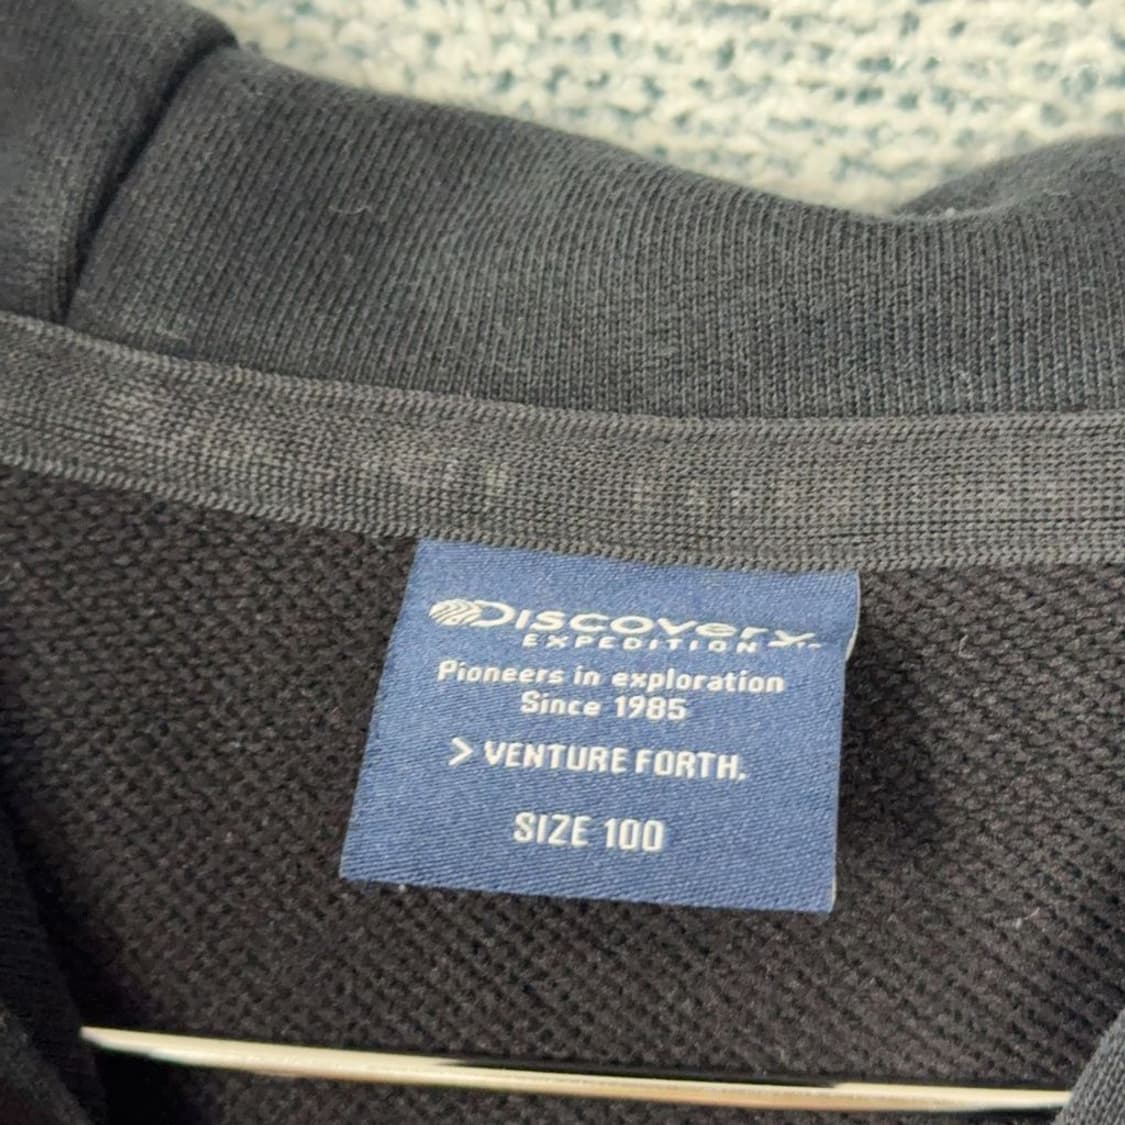 DISCOVERY
EXPEDITION
Pioneers in exploration
Since 1985
> VENTURE FORTH.
SIZE 100